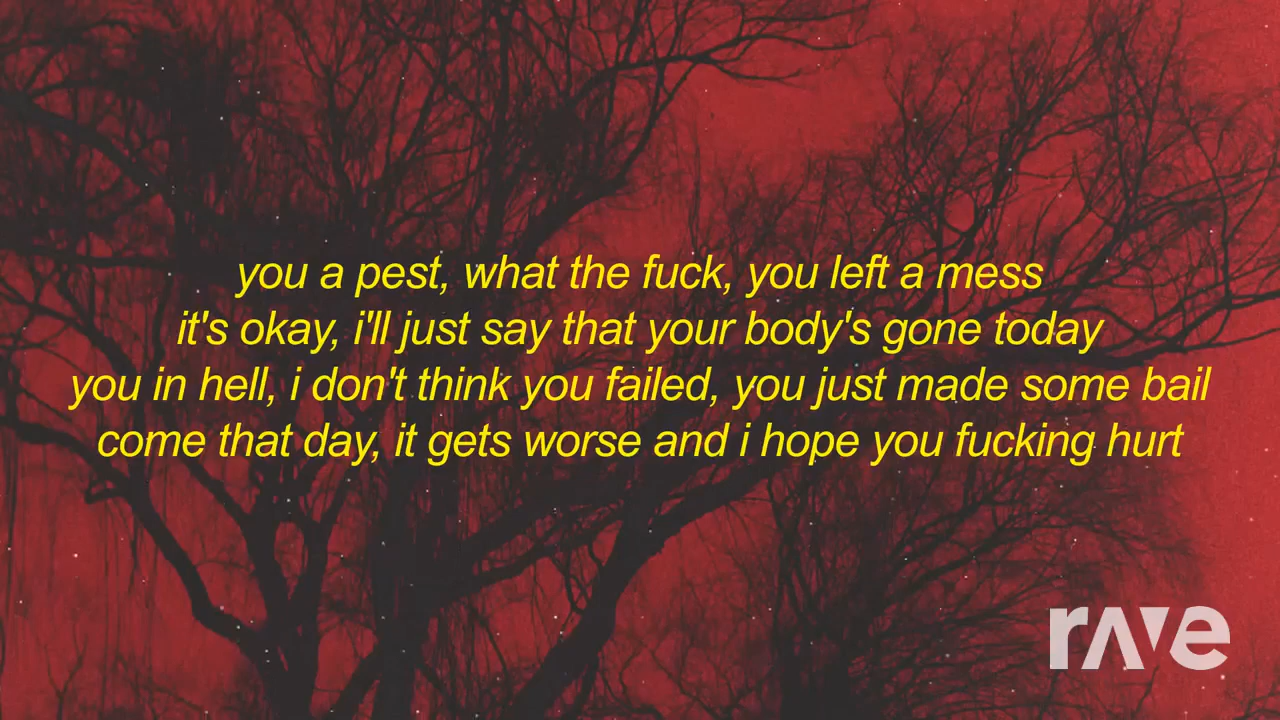 you a pest, what the fuck, you left a mess
it's okay, i'll just say that your body's gone today
you in hell, i don't think you failed, you just made some bail
come that day, it gets worse and i hope you fucking hurt
rave